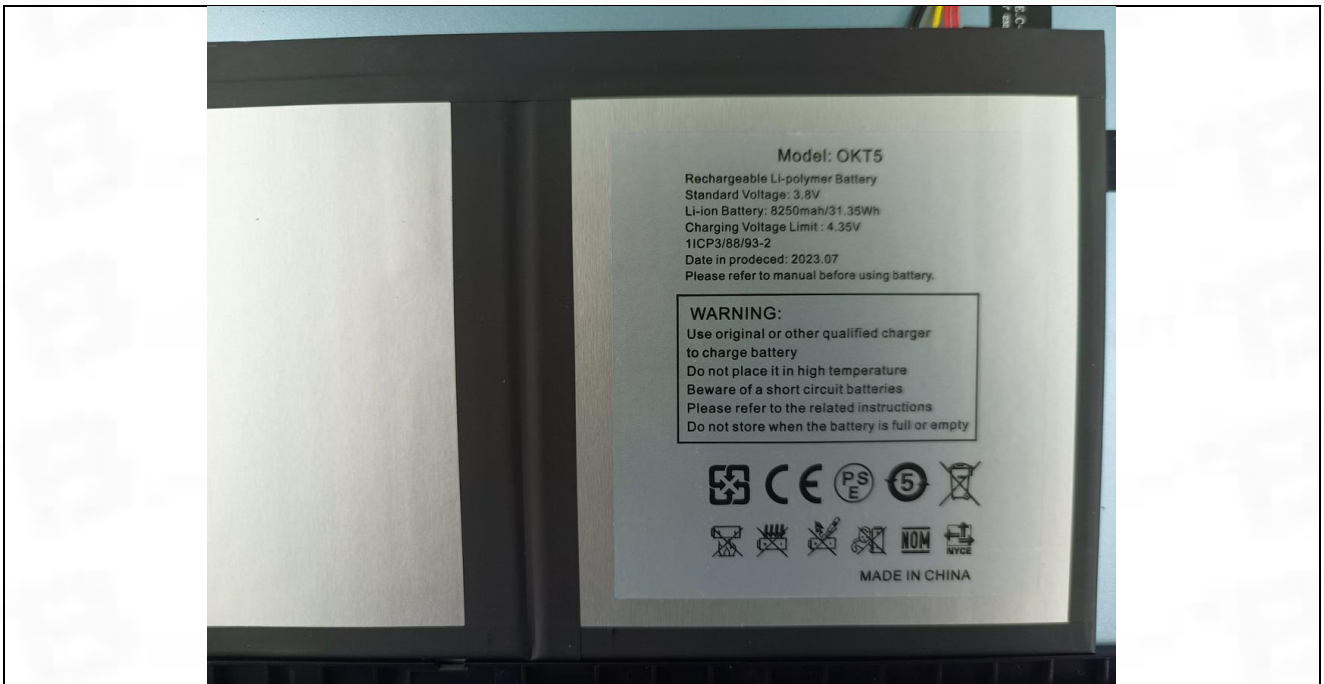 E.C-
Model: OKT5
Rechargeable Li-polymer Battery
Standard Voltage: 3.8V
Li-ion Battery: 8250mah/31.35Wh
Charging Voltage Limit : 4.35V
1ICP3/88/93-2
Date in prodeced: 2023.07
Please refer to manual before using battery.
WARNING:
Use original or other qualified charger
to charge battery
Do not place it in high temperature
Beware of a short circuit batteries
Please refer to the related instructions
Do not store when the battery is full or empty
CE PSE 5
NOM NYCE
MADE IN CHINA